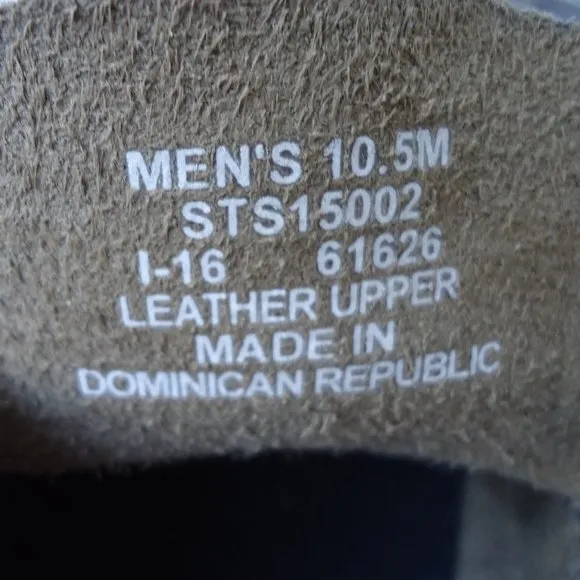 MEN'S 10.5M
STS15002
I-16 61626
LEATHER UPPER
MADE IN
DOMINICAN REPUBLIC